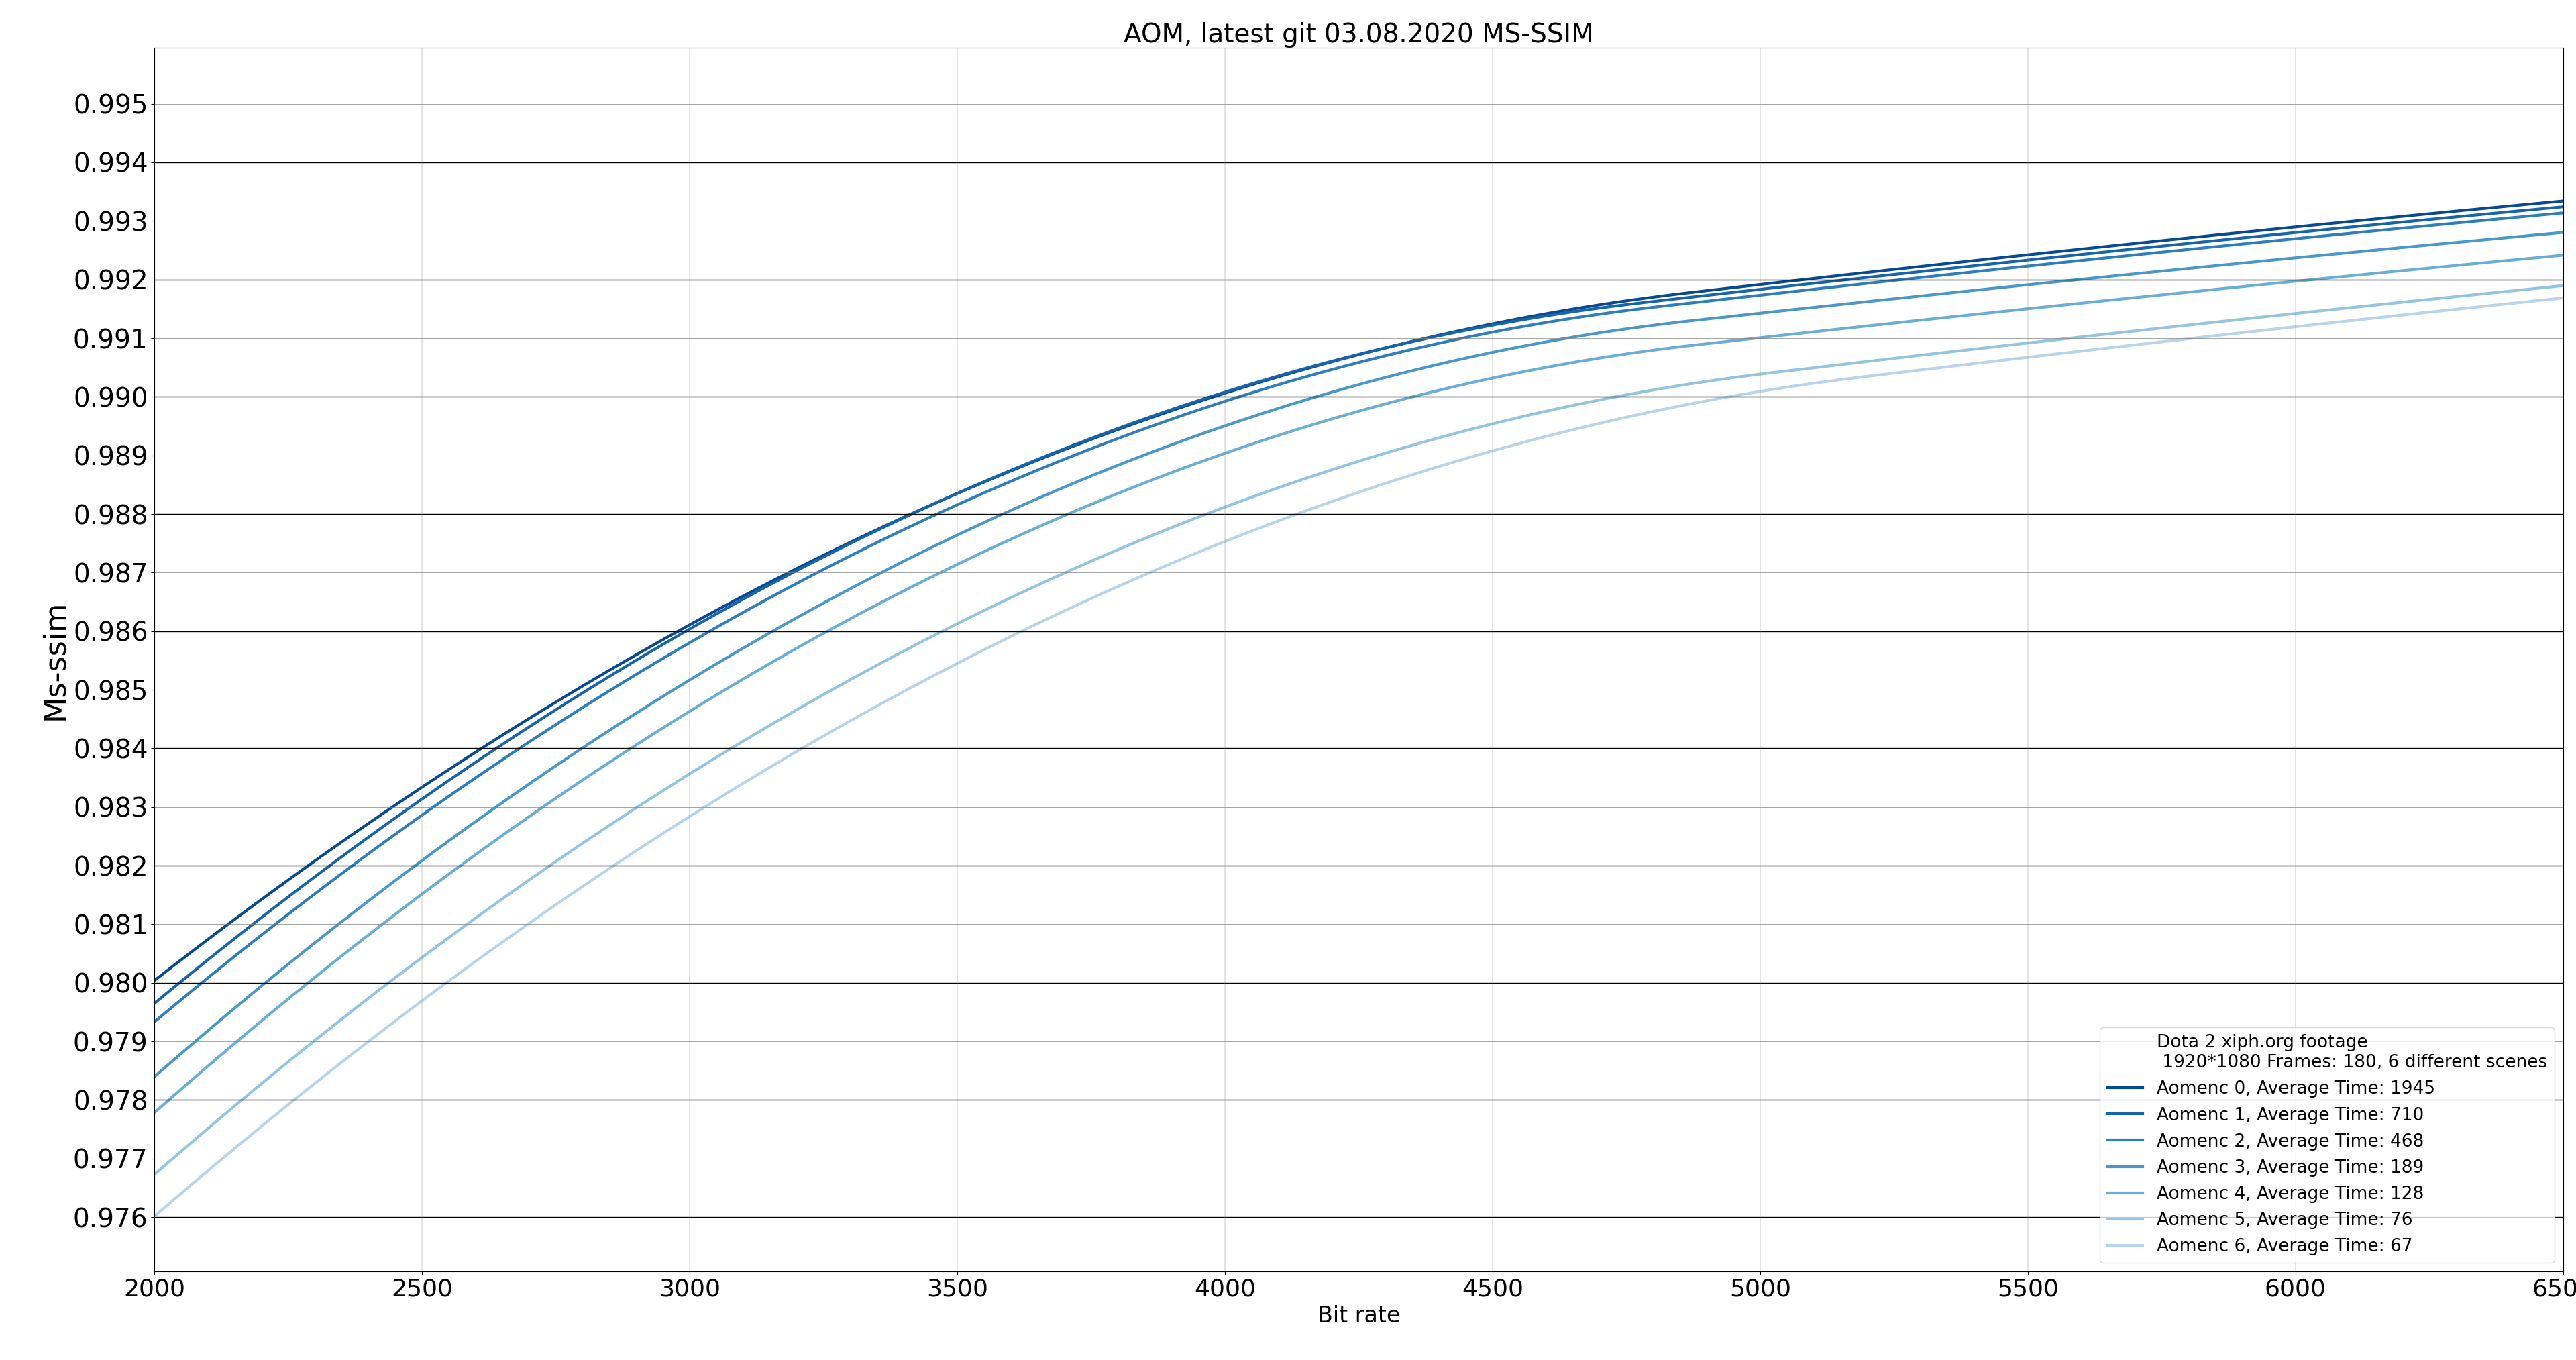 AOM, latest git 03.08.2020 MS-SSIM
0.995
0.994
0.993
0.992
0.991
0.990
0.989
0.988
0.987
0.986
0.985
0.984
0.983
0.982
0.981
0.980
0.979
0.978
0.977
0.976
Ms-ssim
Dota 2 xiph.org footage
1920*1080 Frames: 180, 6 different scenes
Aomenc 0, Average Time: 1945
Aomenc 1, Average Time: 710
Aomenc 2, Average Time: 468
Aomenc 3, Average Time: 189
Aomenc 4, Average Time: 128
Aomenc 5, Average Time: 76
Aomenc 6, Average Time: 67
2000 2500 3000 3500 4000 4500 5000 5500 6000 650
Bit rate